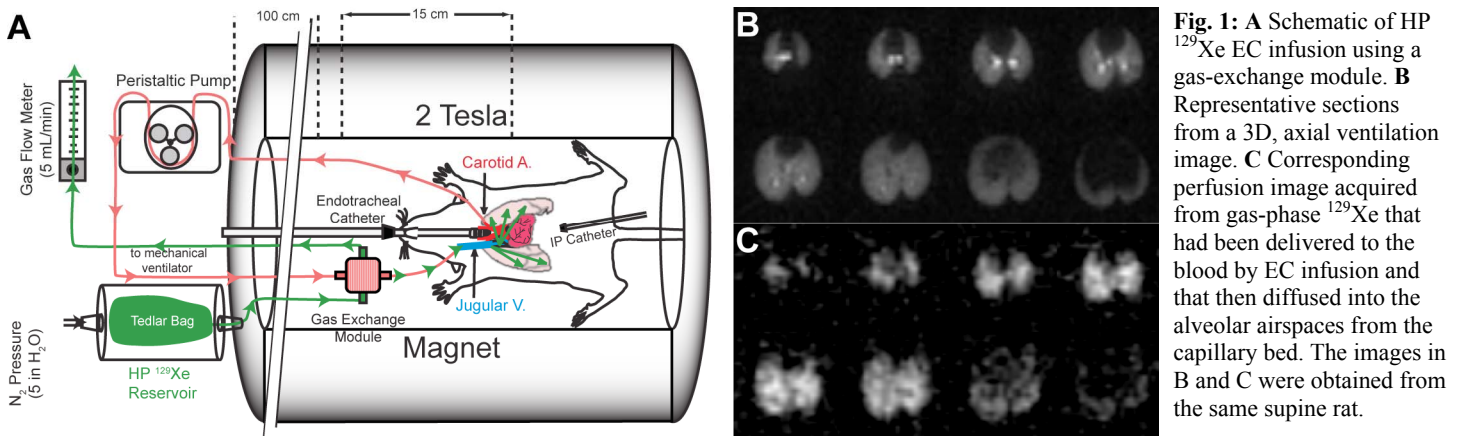 A
100 cm
15 cm
Peristaltic Pump
Gas Flow Meter
(5 mL/min)
2 Tesla
Carotid A.
Endotracheal
Catheter
IP Catheter
to mechanical
ventilator
Jugular V.
Tedlar Bag
Gas Exchange
Module
Magnet
HP ¹²⁹Xe
Reservoir
N₂ Pressure
(5 in H₂O)
B
C
Fig. 1: A Schematic of HP
¹²⁹Xe EC infusion using a
gas-exchange module. B
Representative sections
from a 3D, axial ventilation
image. C Corresponding
perfusion image acquired
from gas-phase ¹²⁹Xe that
had been delivered to the
blood by EC infusion and
that then diffused into the
alveolar airspaces from the
capillary bed. The images in
B and C were obtained from
the same supine rat.